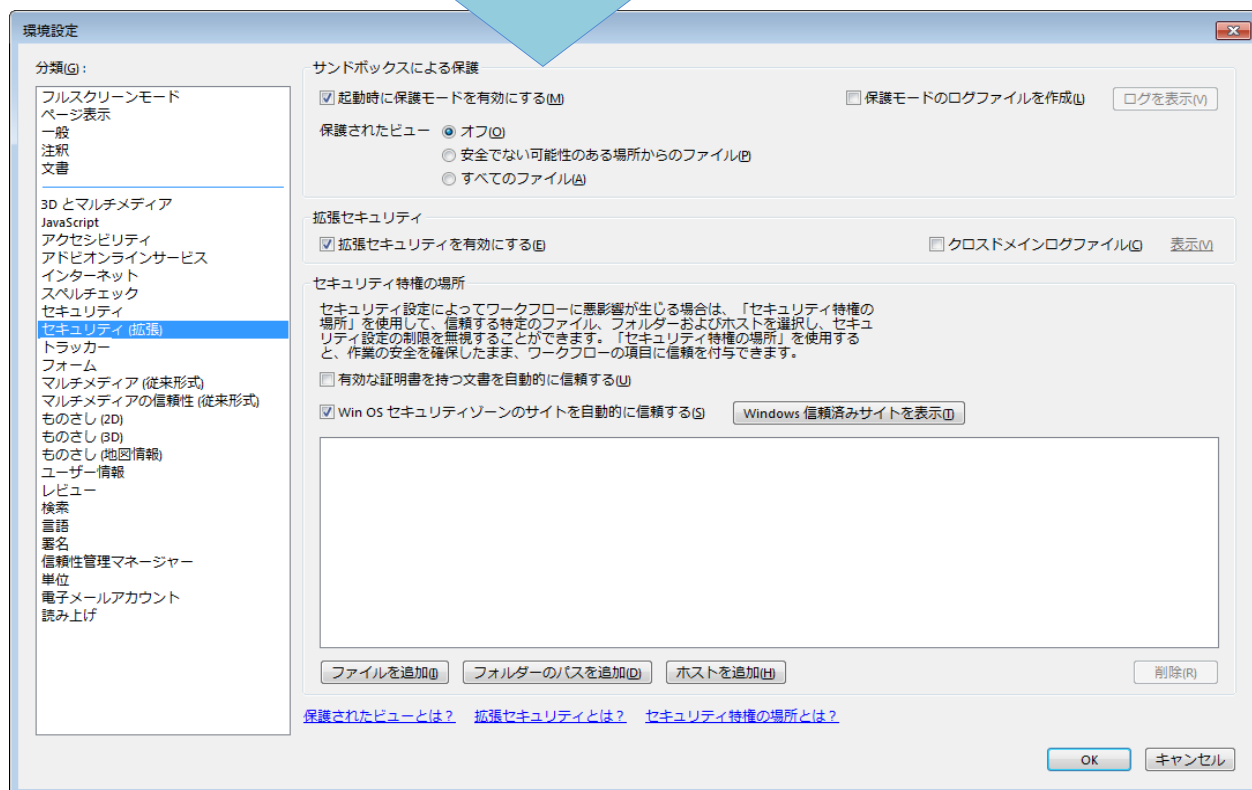 環境設定
分類(G) :
フルスクリーンモード
ページ表示
一般
注釈
文書
3D とマルチメディア
JavaScript
アクセシビリティ
アドビオンラインサービス
インターネット
スペルチェック
セキュリティ
セキュリティ (拡張)
トラッカー
フォーム
マルチメディア (従来形式)
マルチメディアの信頼性 (従来形式)
ものさし (2D)
ものさし (3D)
ものさし (地図情報)
ユーザー情報
レビュー
検索
言語
署名
信頼性管理マネージャー
単位
電子メールアカウント
読み上げ
サンドボックスによる保護
起動時に保護モードを有効にする(M) 保護モードのログファイルを作成(L) ログを表示(V)
保護されたビュー オフ(O)
安全でない可能性のある場所からのファイル(P)
すべてのファイル(A)
拡張セキュリティ
拡張セキュリティを有効にする(E) クロスドメインログファイル(C) 表示(V)
セキュリティ特権の場所
セキュリティ設定によってワークフローに悪影響が生じる場合は、「セキュリティ特権の
場所」を使用して、信頼する特定のファイル、フォルダーおよびホストを選択し、セキュ
リティ設定の制限を無視することができます。「セキュリティ特権の場所」を使用する
と、作業の安全を確保したまま、ワークフローの項目に信頼を付与できます。
有効な証明書を持つ文書を自動的に信頼する(U)
Win OS セキュリティゾーンのサイトを自動的に信頼する(S) Windows 信頼済みサイトを表示(T)
ファイルを追加(I) フォルダーのパスを追加(D) ホストを追加(H) 削除(R)
保護されたビューとは？ 拡張セキュリティとは？ セキュリティ特権の場所とは？
OK キャンセル